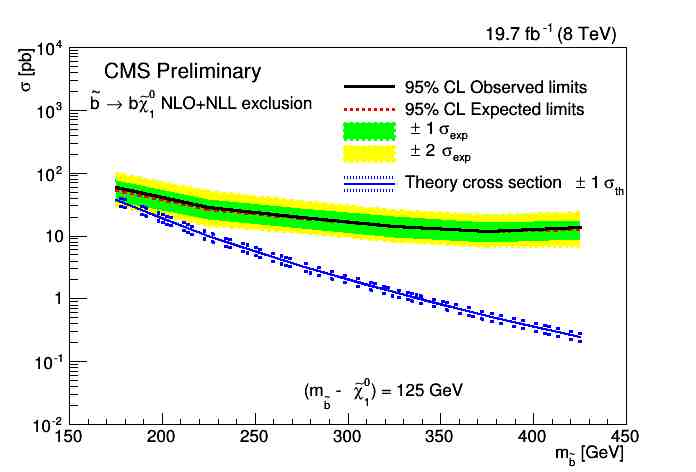 19.7 fb⁻¹ (8 TeV)
σ [pb]
CMS Preliminary
b̃ → bχ̃₁⁰ NLO+NLL exclusion
95% CL Observed limits
95% CL Expected limits
± 1 σexp
± 2 σexp
Theory cross section ± 1 σth
10⁴
10³
10²
10
1
10⁻¹
10⁻²
(m_b̃ - χ̃₁⁰) = 125 GeV
150 200 250 300 350 400 450
m_b̃ [GeV]